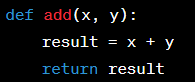 def add(x, y):
    result = x + y
    return result